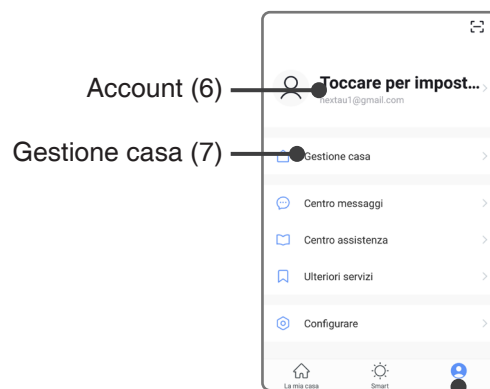 Toccare per impost...
Account (6)
nextau1@gmail.com
Gestione casa (7)
Gestione casa
Centro messaggi
Centro assistenza
Ulteriori servizi
Configurare
La mia casa
Smart